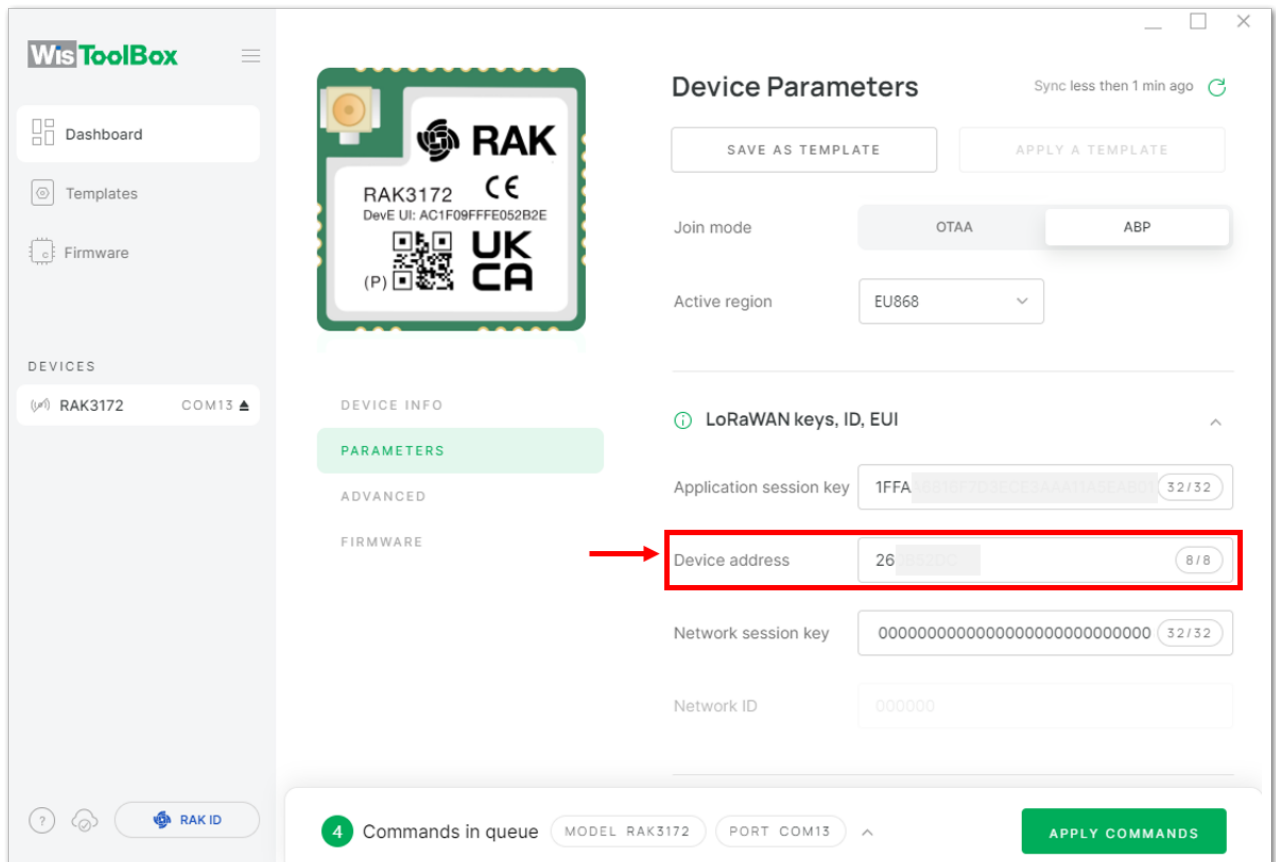 WisToolBox
Dashboard
Templates
Firmware
DEVICES
RAK3172 COM13
RAK ID
RAK
RAK3172 CE
DevE UI: AC1F09FFFE052B2E
UK
CA
(P)
DEVICE INFO
PARAMETERS
ADVANCED
FIRMWARE
Device Parameters
Sync less then 1 min ago
SAVE AS TEMPLATE
APPLY A TEMPLATE
Join mode OTAA ABP
Active region EU868
LoRaWAN keys, ID, EUI
Application session key 1FFA 32/32
Device address 26 8/8
Network session key 32/32
Network ID 000000
4 Commands in queue MODEL RAK3172 PORT COM13
APPLY COMMANDS